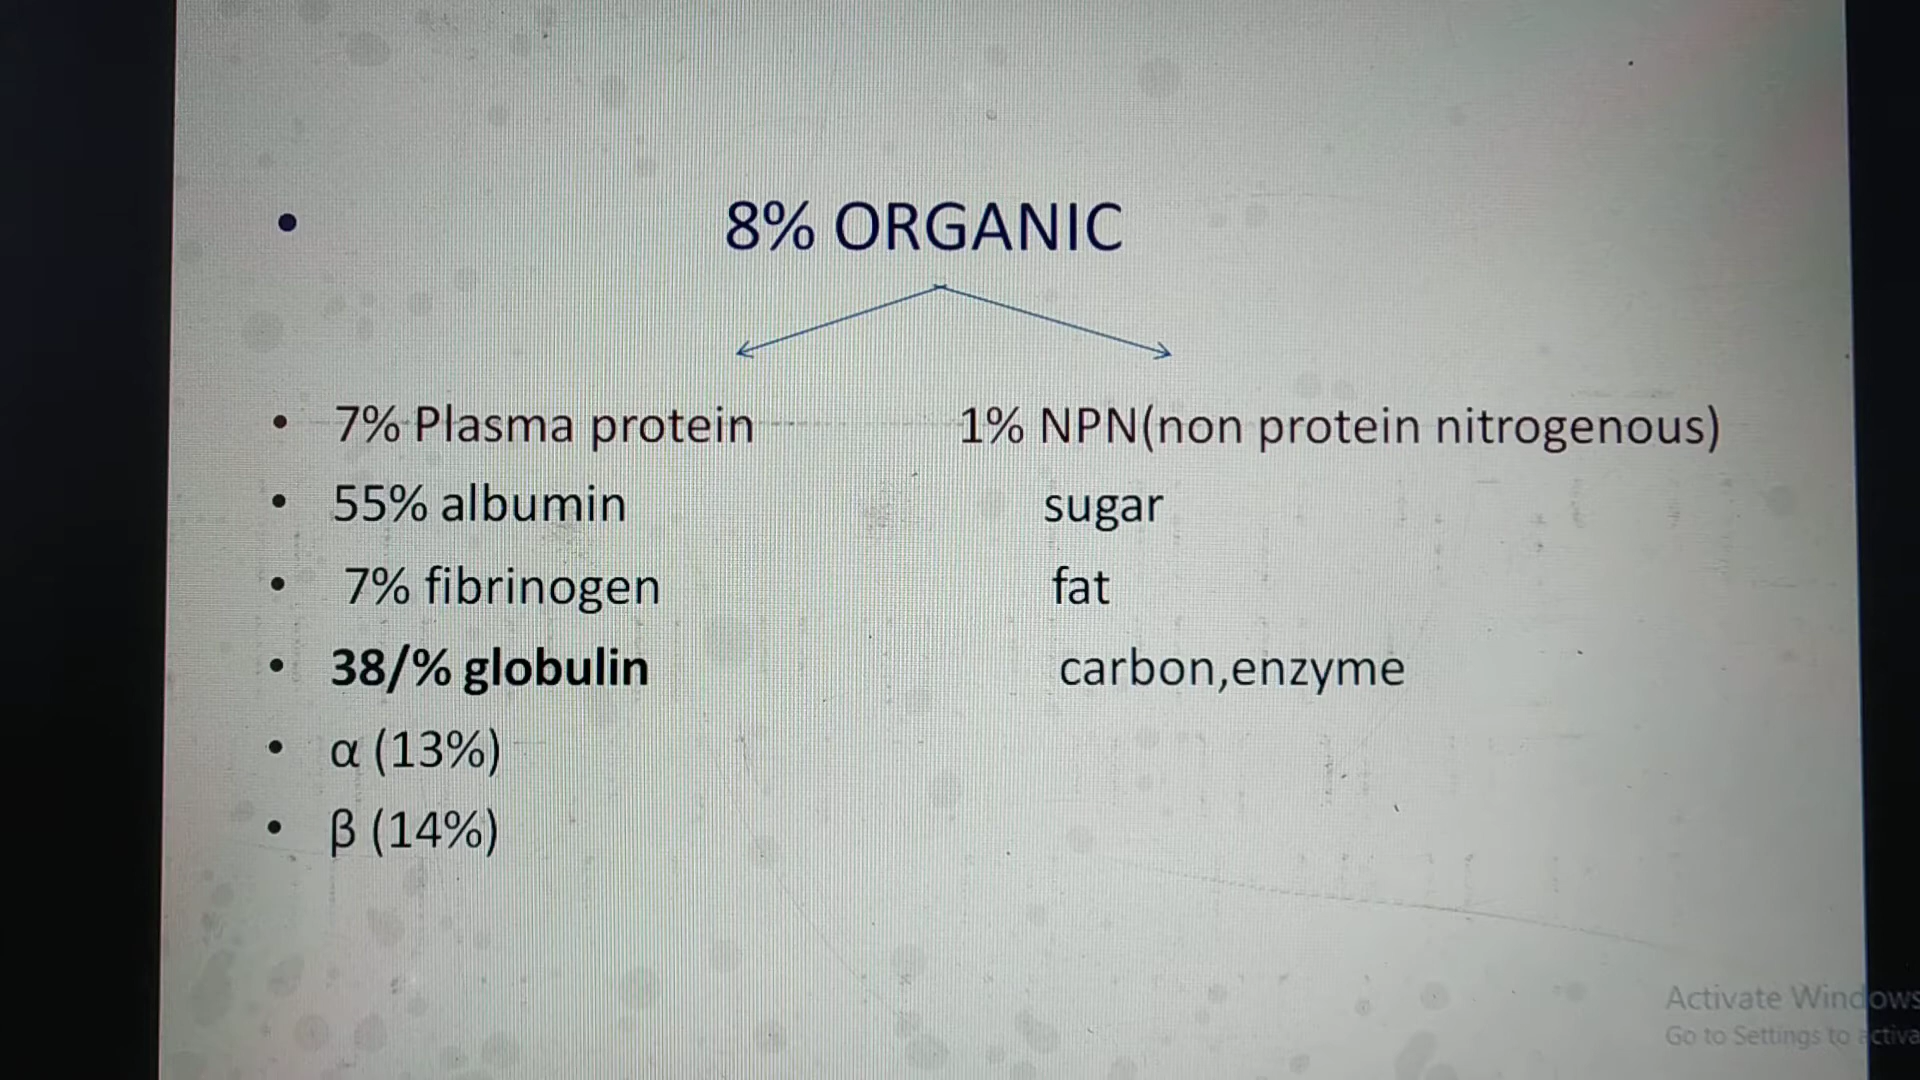 8% ORGANIC
7% Plasma protein 1% NPN(non protein nitrogenous)
55% albumin sugar
7% fibrinogen fat
38/% globulin carbon,enzyme
α (13%)
β (14%)
Activate Windows
Go to Settings to activa